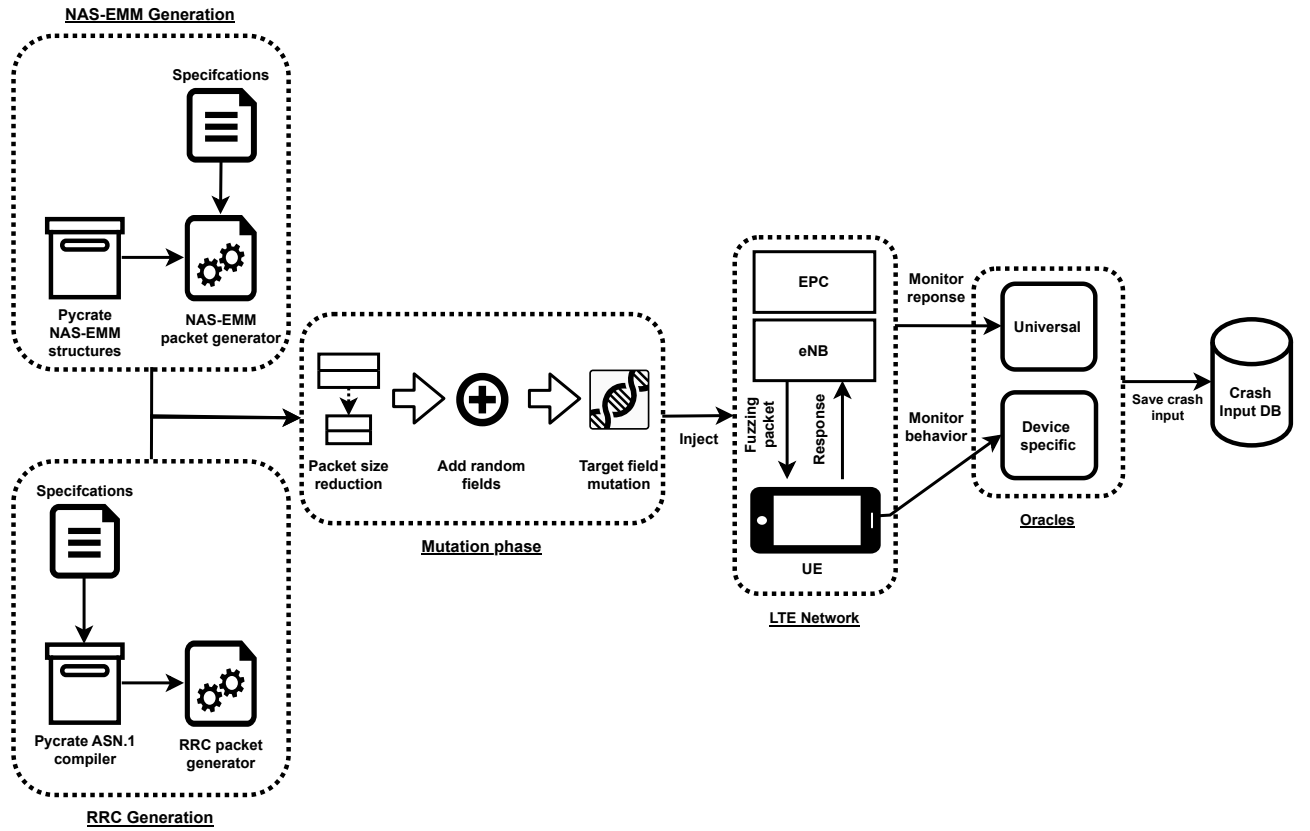 NAS-EMM Generation
Specifcations
Pycrate
NAS-EMM
structures
NAS-EMM
packet generator
Specifcations
Pycrate ASN.1
compiler
RRC packet
generator
RRC Generation
Packet size
reduction
Add random
fields
Target field
mutation
Mutation phase
Inject
EPC
eNB
Fuzzing
packet
Response
UE
LTE Network
Monitor
reponse
Monitor
behavior
Universal
Device
specific
Oracles
Save crash
input
Crash
Input DB